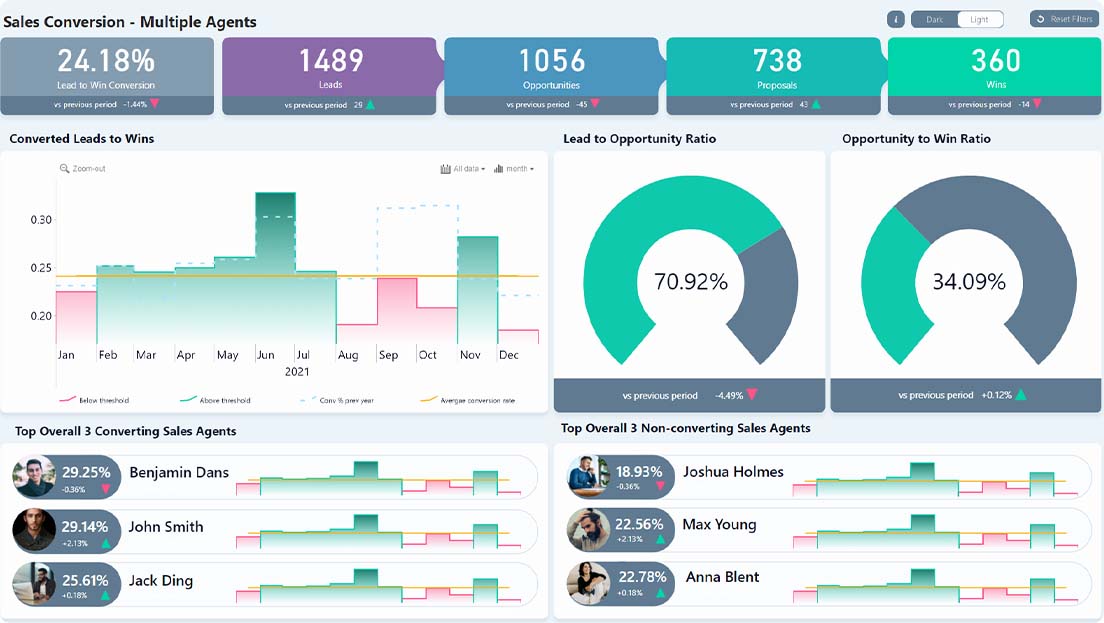 Sales Conversion - Multiple Agents
i
Dark
Light
Reset Filters
24.18%
Lead to Win Conversion
vs previous period -1.44%
1489
Leads
vs previous period 29
1056
Opportunities
vs previous period -45
738
Proposals
vs previous period 43
360
Wins
vs previous period -14
Converted Leads to Wins
Zoom-out
All data
month
0.30
0.25
0.20
Jan Feb Mar Apr May Jun Jul Aug Sep Oct Nov Dec
2021
Below threshold
Above threshold
Conv % prev year
Avergae conversion rate
Lead to Opportunity Ratio
70.92%
vs previous period -4.49%
Opportunity to Win Ratio
34.09%
vs previous period +0.12%
Top Overall 3 Converting Sales Agents
29.25%
-0.36%
Benjamin Dans
29.14%
+2.13%
John Smith
25.61%
+0.18%
Jack Ding
Top Overall 3 Non-converting Sales Agents
18.93%
-0.36%
Joshua Holmes
22.56%
+2.13%
Max Young
22.78%
+0.18%
Anna Blent